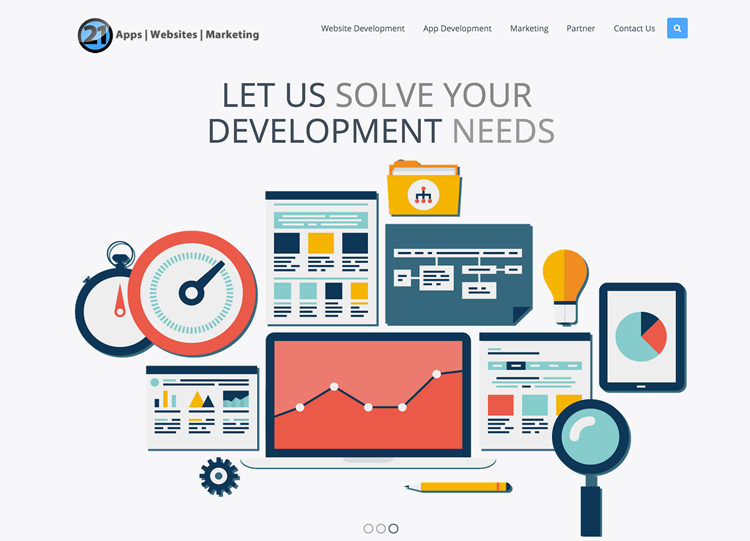 21 Apps | Websites | Marketing
Website Development
App Development
Marketing
Partner
Contact Us
LET US SOLVE YOUR
DEVELOPMENT NEEDS